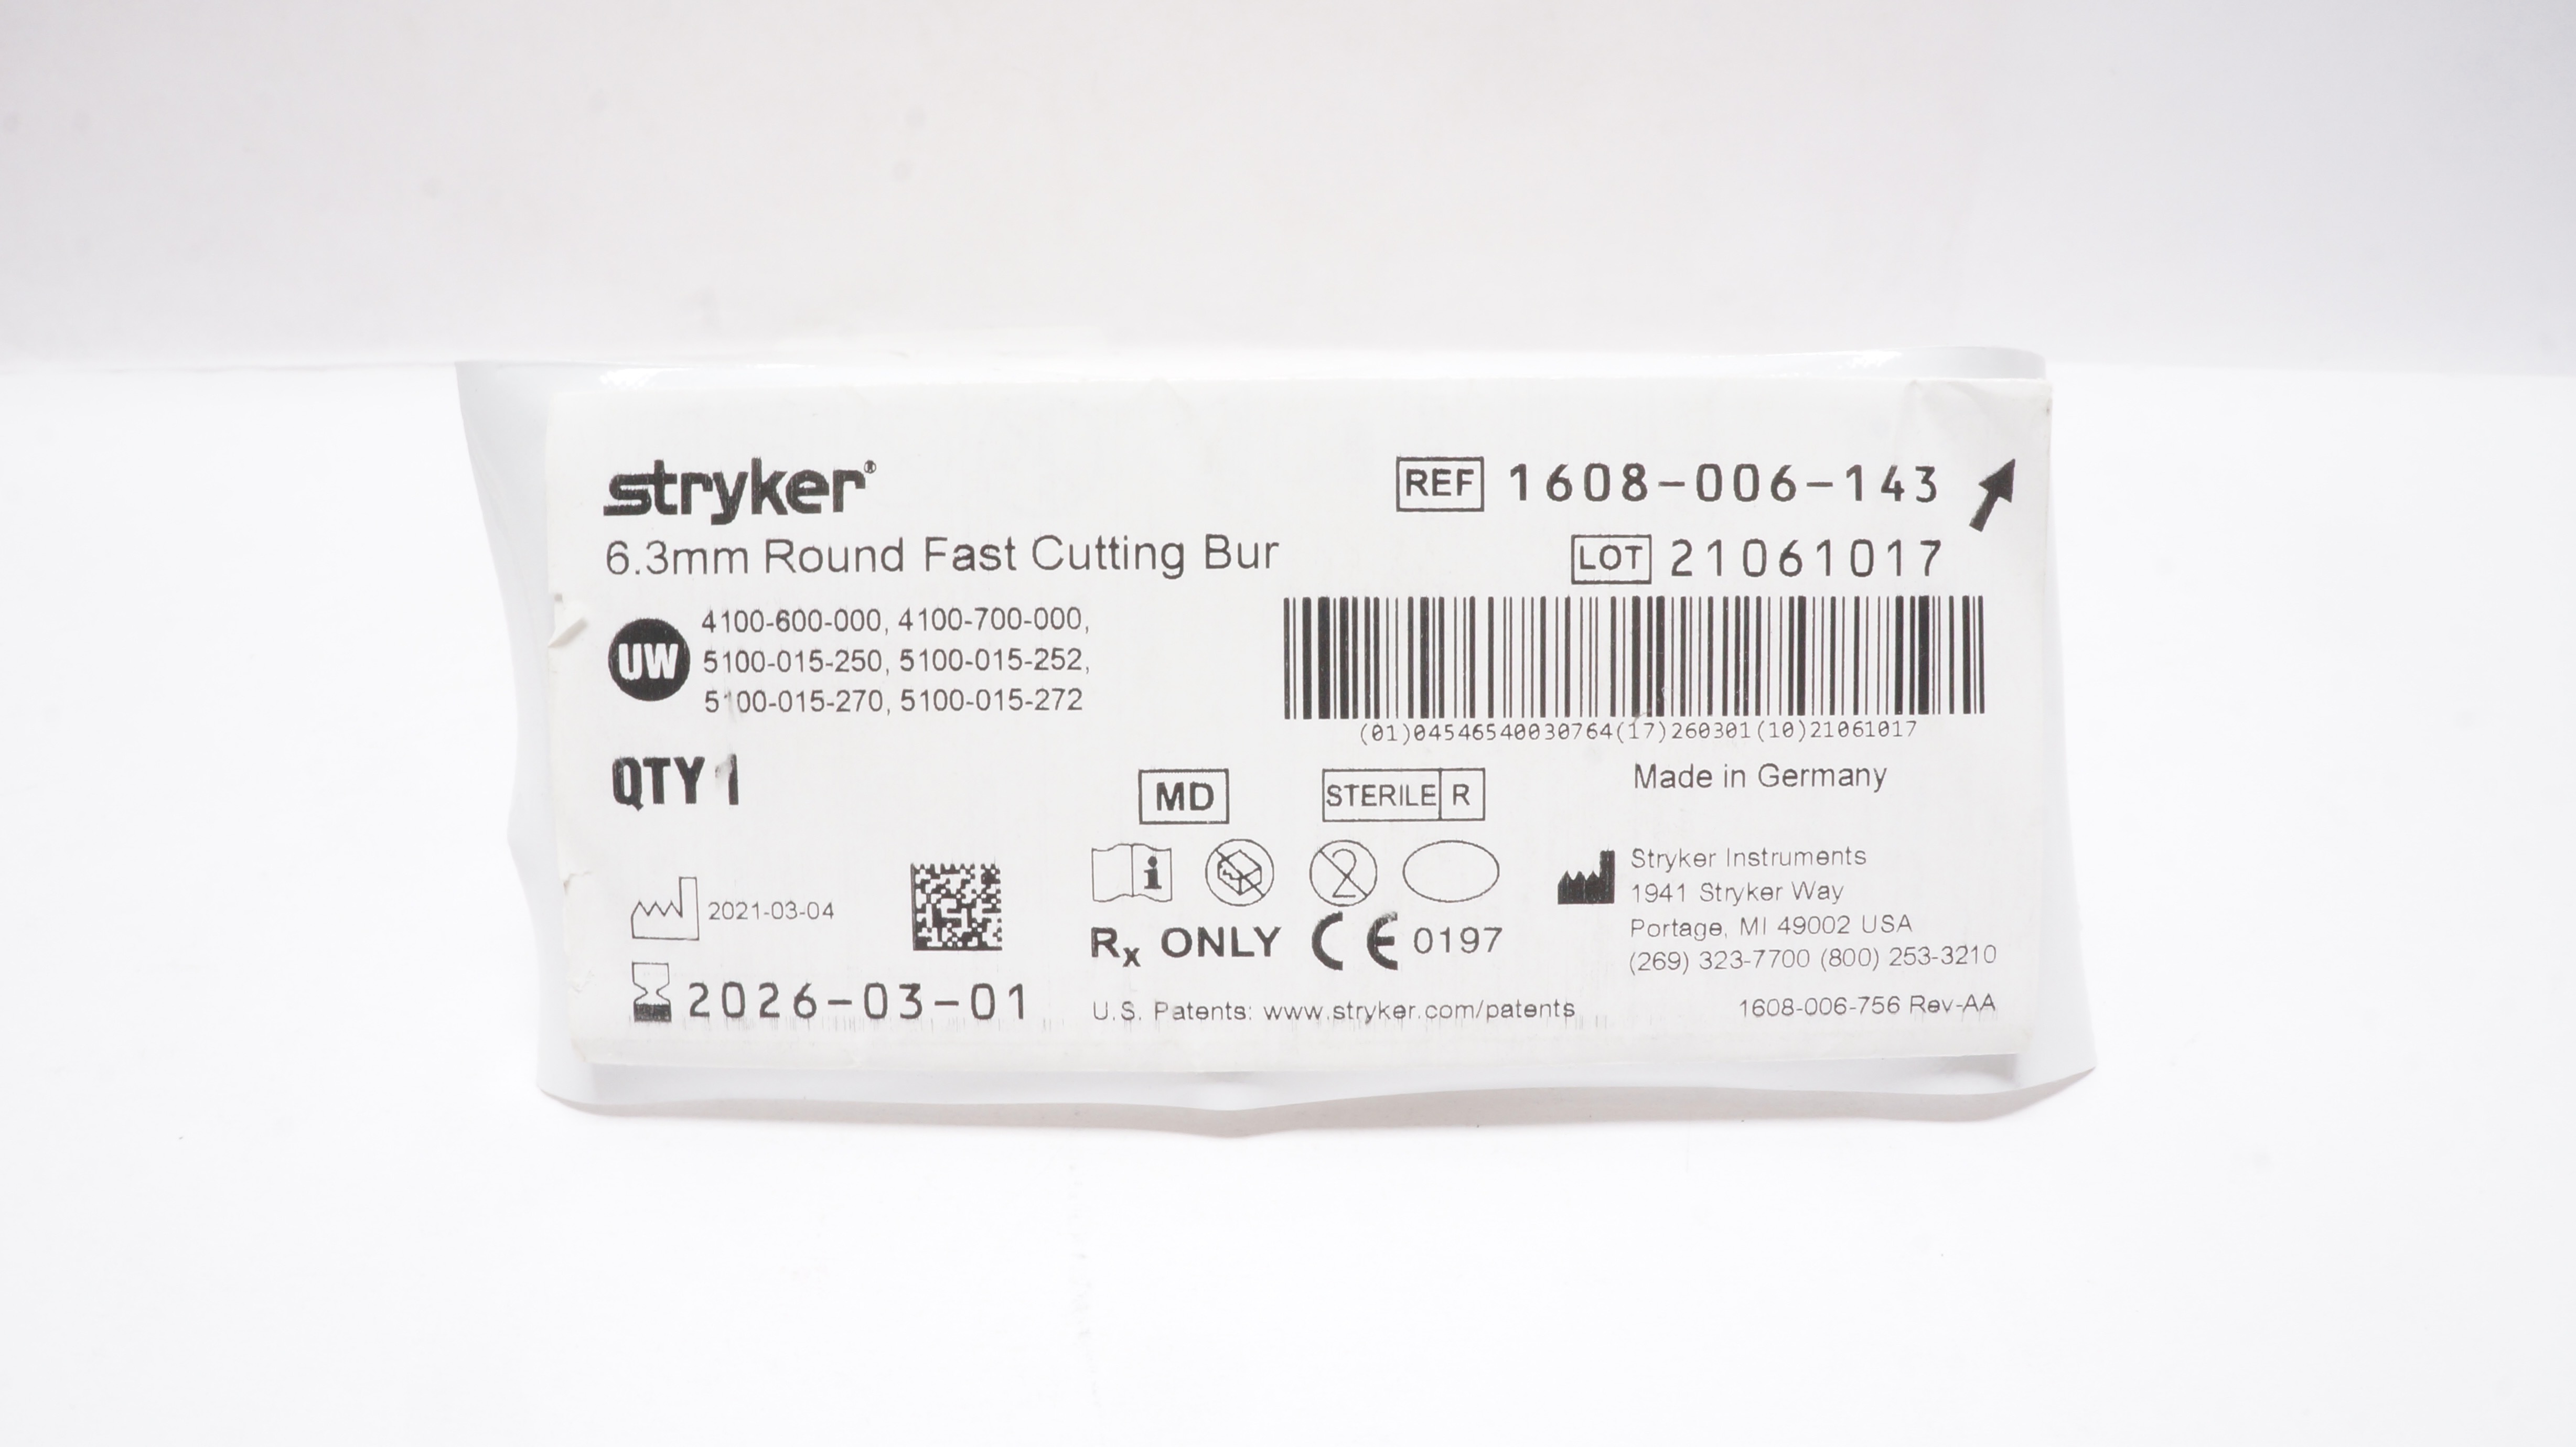 stryker®
6.3mm Round Fast Cutting Bur
REF 1608-006-143
LOT 21061017
UW
4100-600-000, 4100-700-000,
5100-015-250, 5100-015-252,
5100-015-270, 5100-015-272
(01)04546540030764(17)260301(10)21061017
QTY 1
MD
STERILE R
Made in Germany
2021-03-04
2026-03-01
2
Rx ONLY CE 0197
U.S. Patents: www.stryker.com/patents
Stryker Instruments
1941 Stryker Way
Portage, MI 49002 USA
(269) 323-7700 (800) 253-3210
1608-006-756 Rev-AA